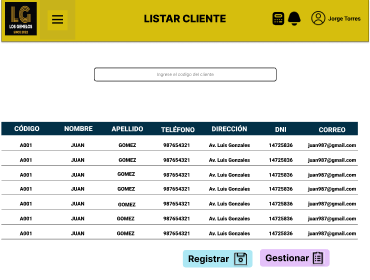 LG
LOS GEMELOS
LISTAR CLIENTE
Jorge Torres
Ingrese el codigo del cliente
CÓDIGO NOMBRE APELLIDO TELÉFONO DIRECCIÓN DNI CORREO
A001 JUAN GOMEZ 987654321 Av. Luis Gonzales 14725836 juan987@gmail.com
A001 JUAN GOMEZ 987654321 Av. Luis Gonzales 14725836 juan987@gmail.com
A001 JUAN GOMEZ 987654321 Av. Luis Gonzales 14725836 juan987@gmail.com
A001 JUAN GOMEZ 987654321 Av. Luis Gonzales 14725836 juan987@gmail.com
A001 JUAN GOMEZ 987654321 Av. Luis Gonzales 14725836 juan987@gmail.com
A001 JUAN GOMEZ 987654321 Av. Luis Gonzales 14725836 juan987@gmail.com
A001 JUAN GOMEZ 987654321 Av. Luis Gonzales 14725836 juan987@gmail.com
Registrar Gestionar